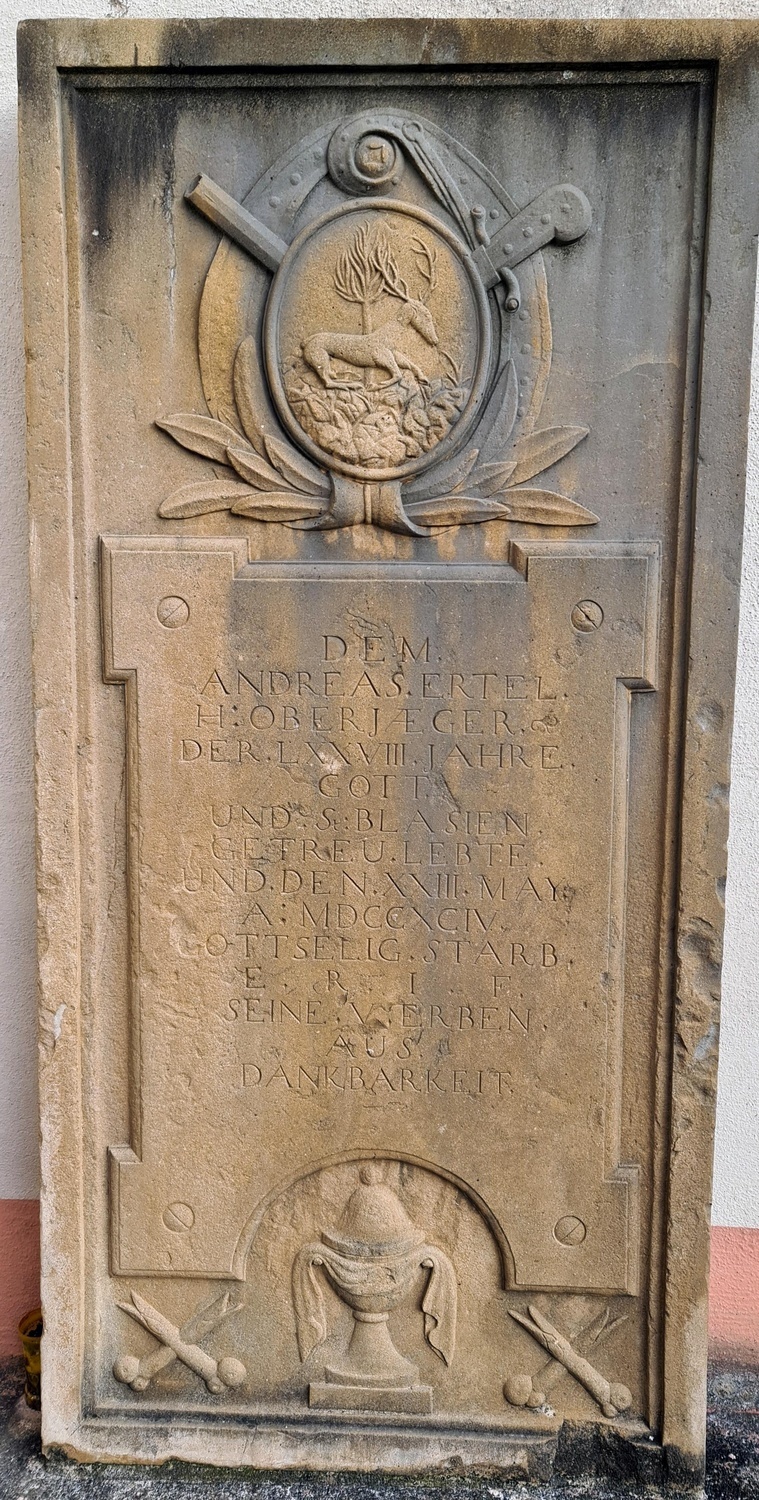 DEM.
ANDREAS.ERTEL.
H:OBERJÆGER.
DER.LXXVIII.JAHRE.
GOTT.
UND.S:BLASIEN.
GETREU.LEBTE.
UND.DEN.XXIII.MAY.
A:MDCCXCIV.
GOTTSELIG.STARB.
E. R. I. F.
SEINE.VERBEN.
AUS.
DANKBARKEIT.